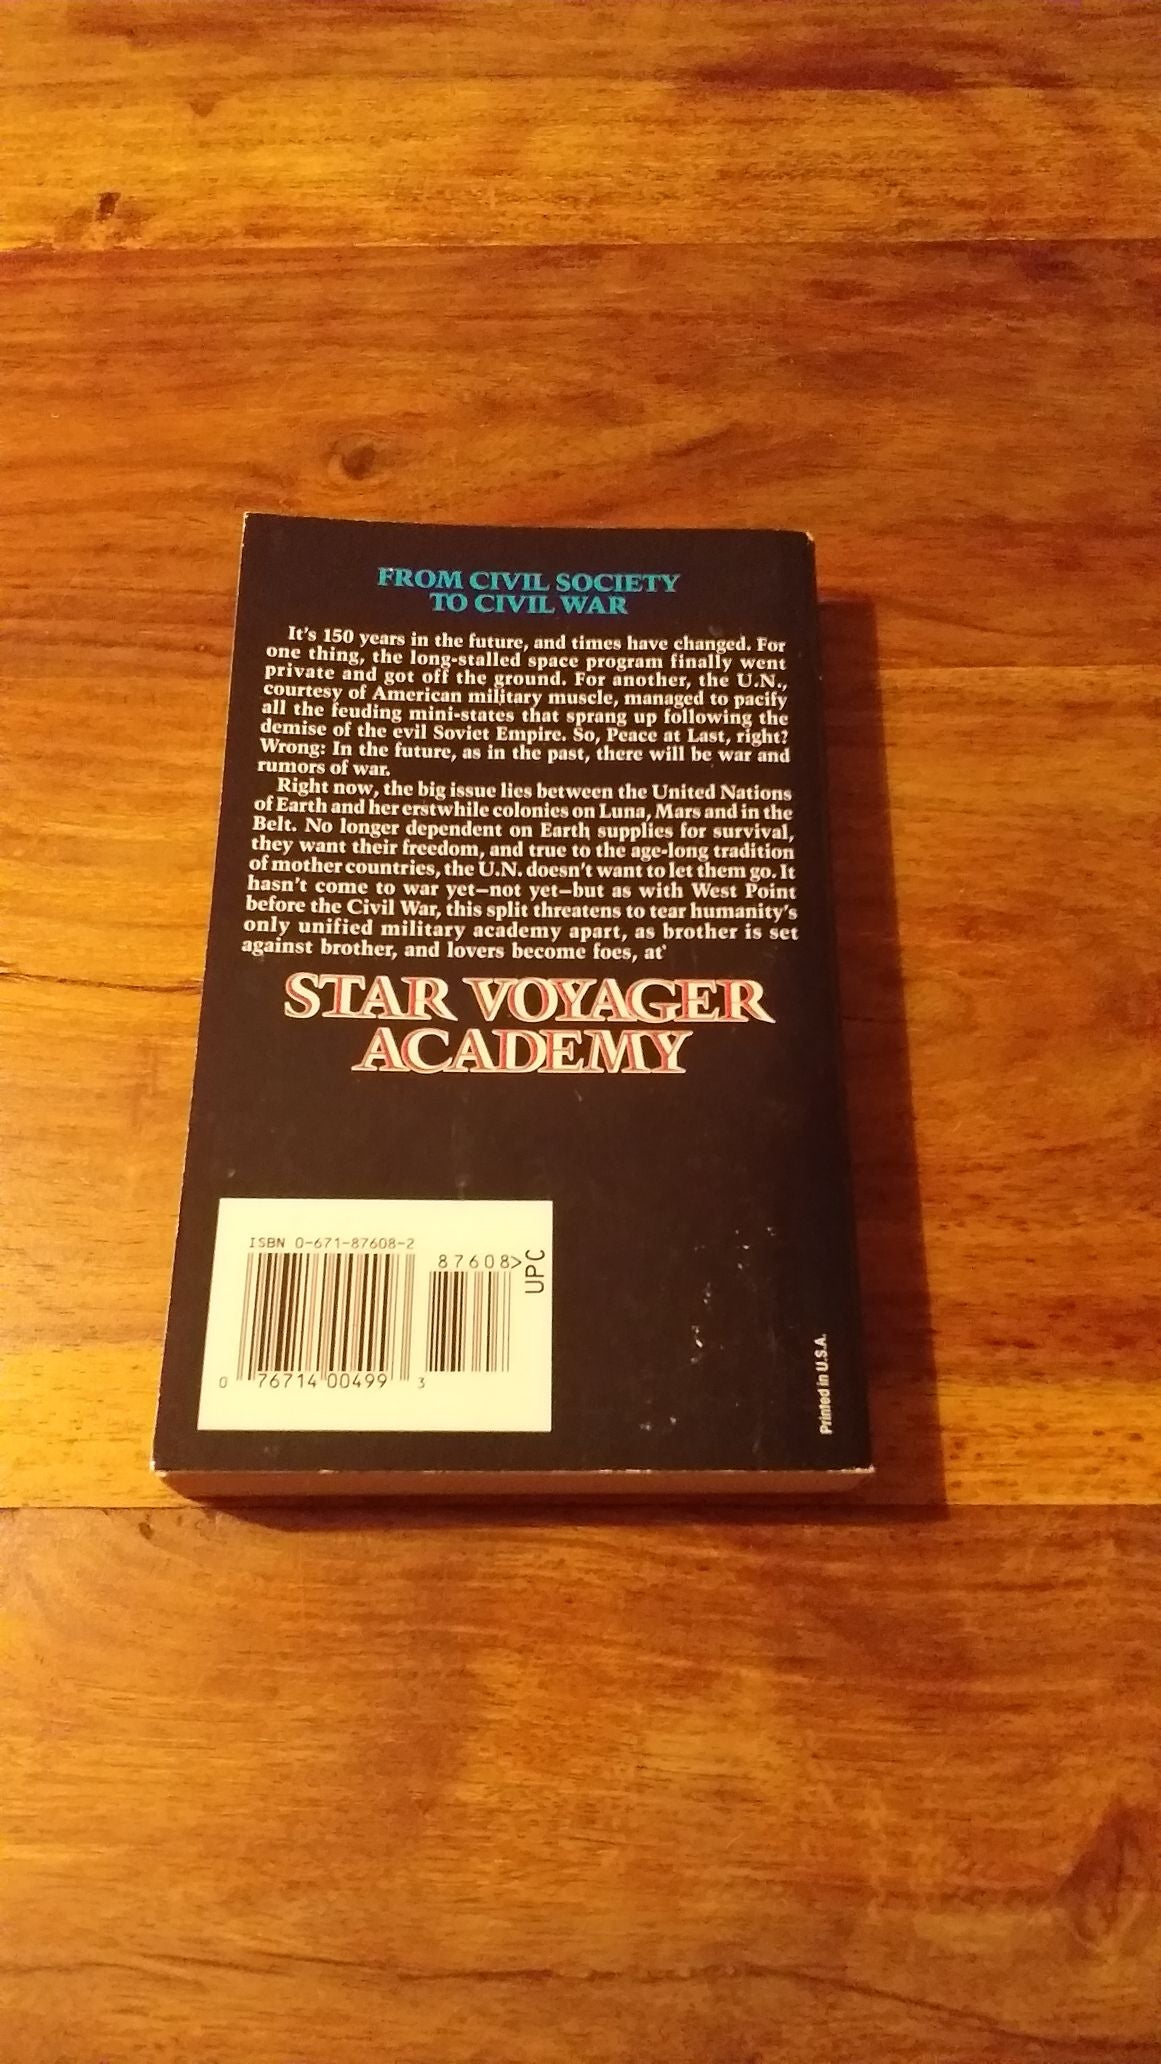 FROM CIVIL SOCIETY
TO CIVIL WAR
It's 150 years in the future, and times have changed. For
one thing, the long-stalled space program finally went
private and got off the ground. For another, the U.N.,
courtesy of American military muscle, managed to pacify
all the feuding mini-states that sprang up following the
demise of the evil Soviet Empire. So, Peace at Last, right?
Wrong: In the future, as in the past, there will be war and
rumors of war.
Right now, the big issue lies between the United Nations
of Earth and her erstwhile colonies on Luna, Mars and in the
Belt. No longer dependent on Earth supplies for survival,
they want their freedom, and true to the age-long tradition
of mother countries, the U.N. doesn't want to let them go. It
hasn't come to war yet—not yet—but as with West Point
before the Civil War, this split threatens to tear humanity's
only unified military academy apart, as brother is set
against brother, and lovers become foes, at
STAR VOYAGER
ACADEMY
ISBN 0-671-87608-2
87608>
UPC
0 76714 00499 3
Printed in U.S.A.